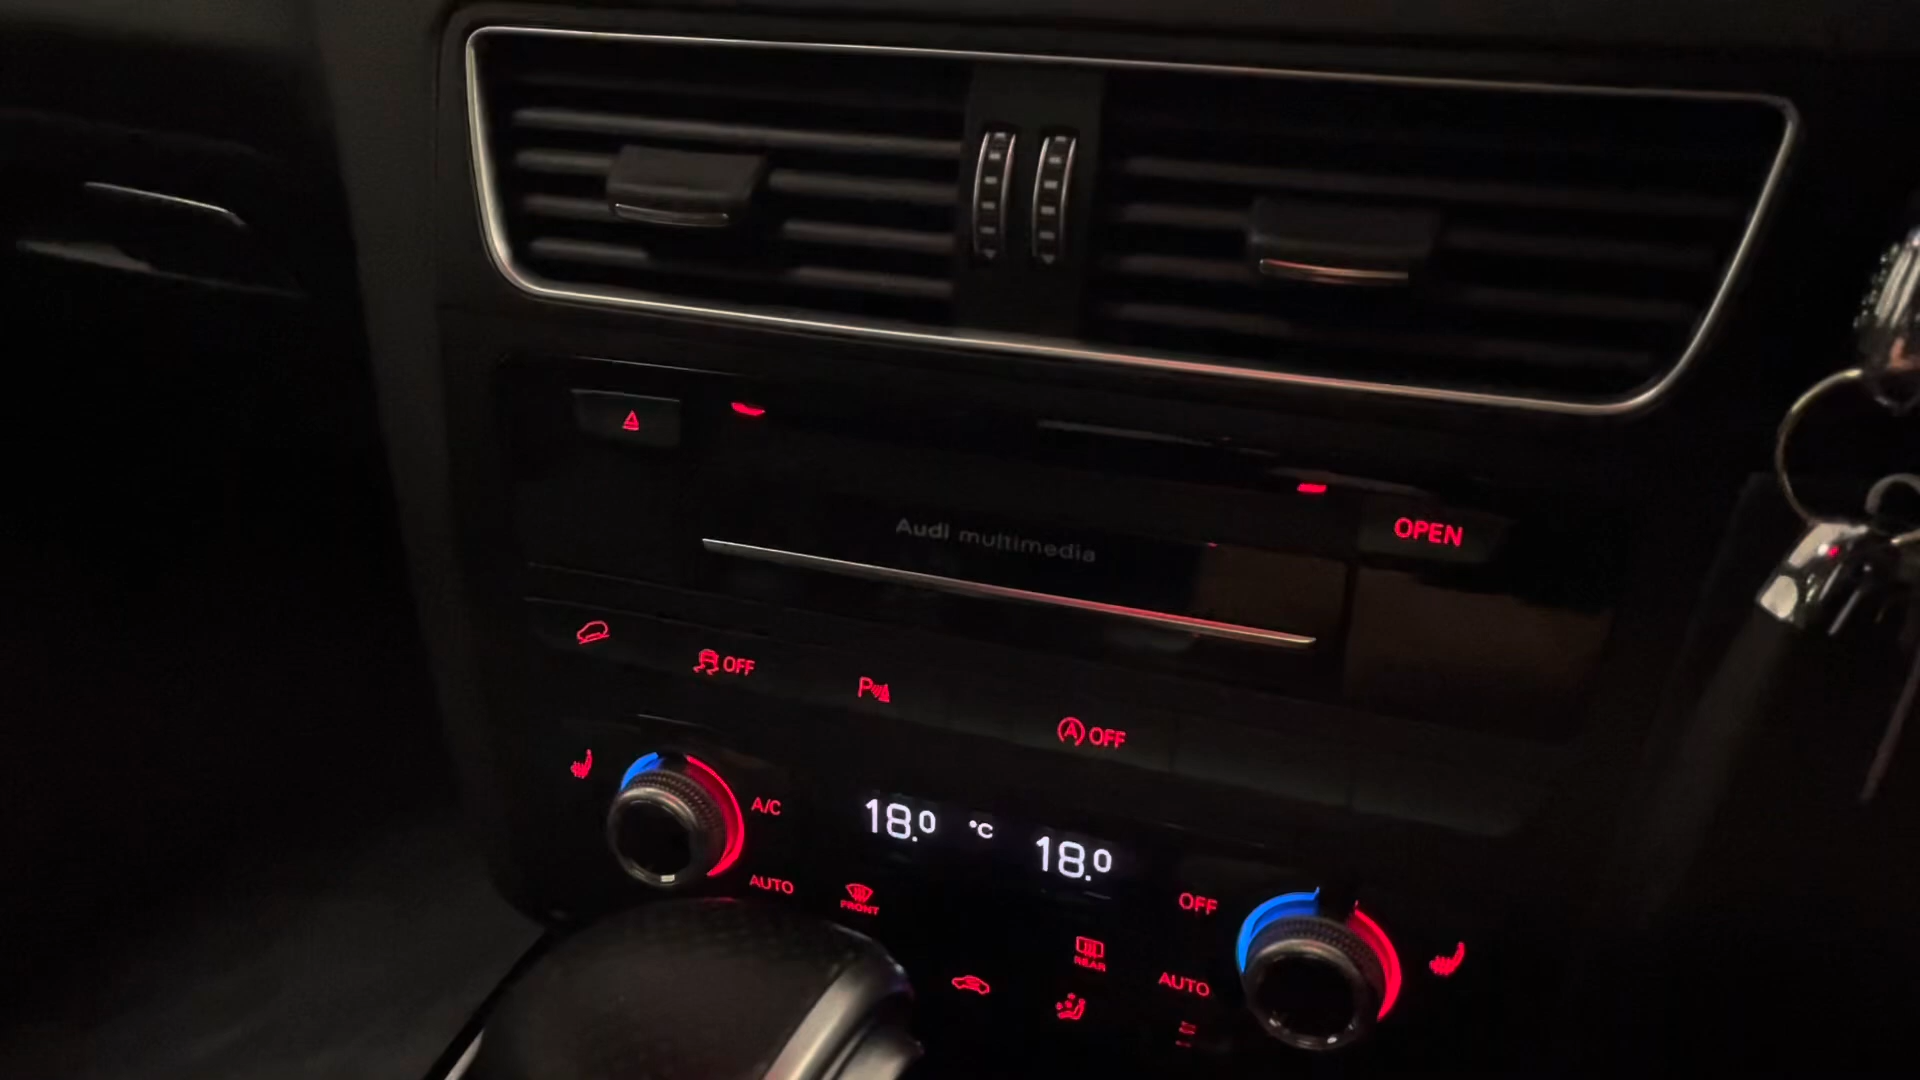 OPEN
Audi multimedia
OFF
P
A OFF
A/C
18.0 °C 18.0
AUTO
FRONT
OFF
REAR
AUTO